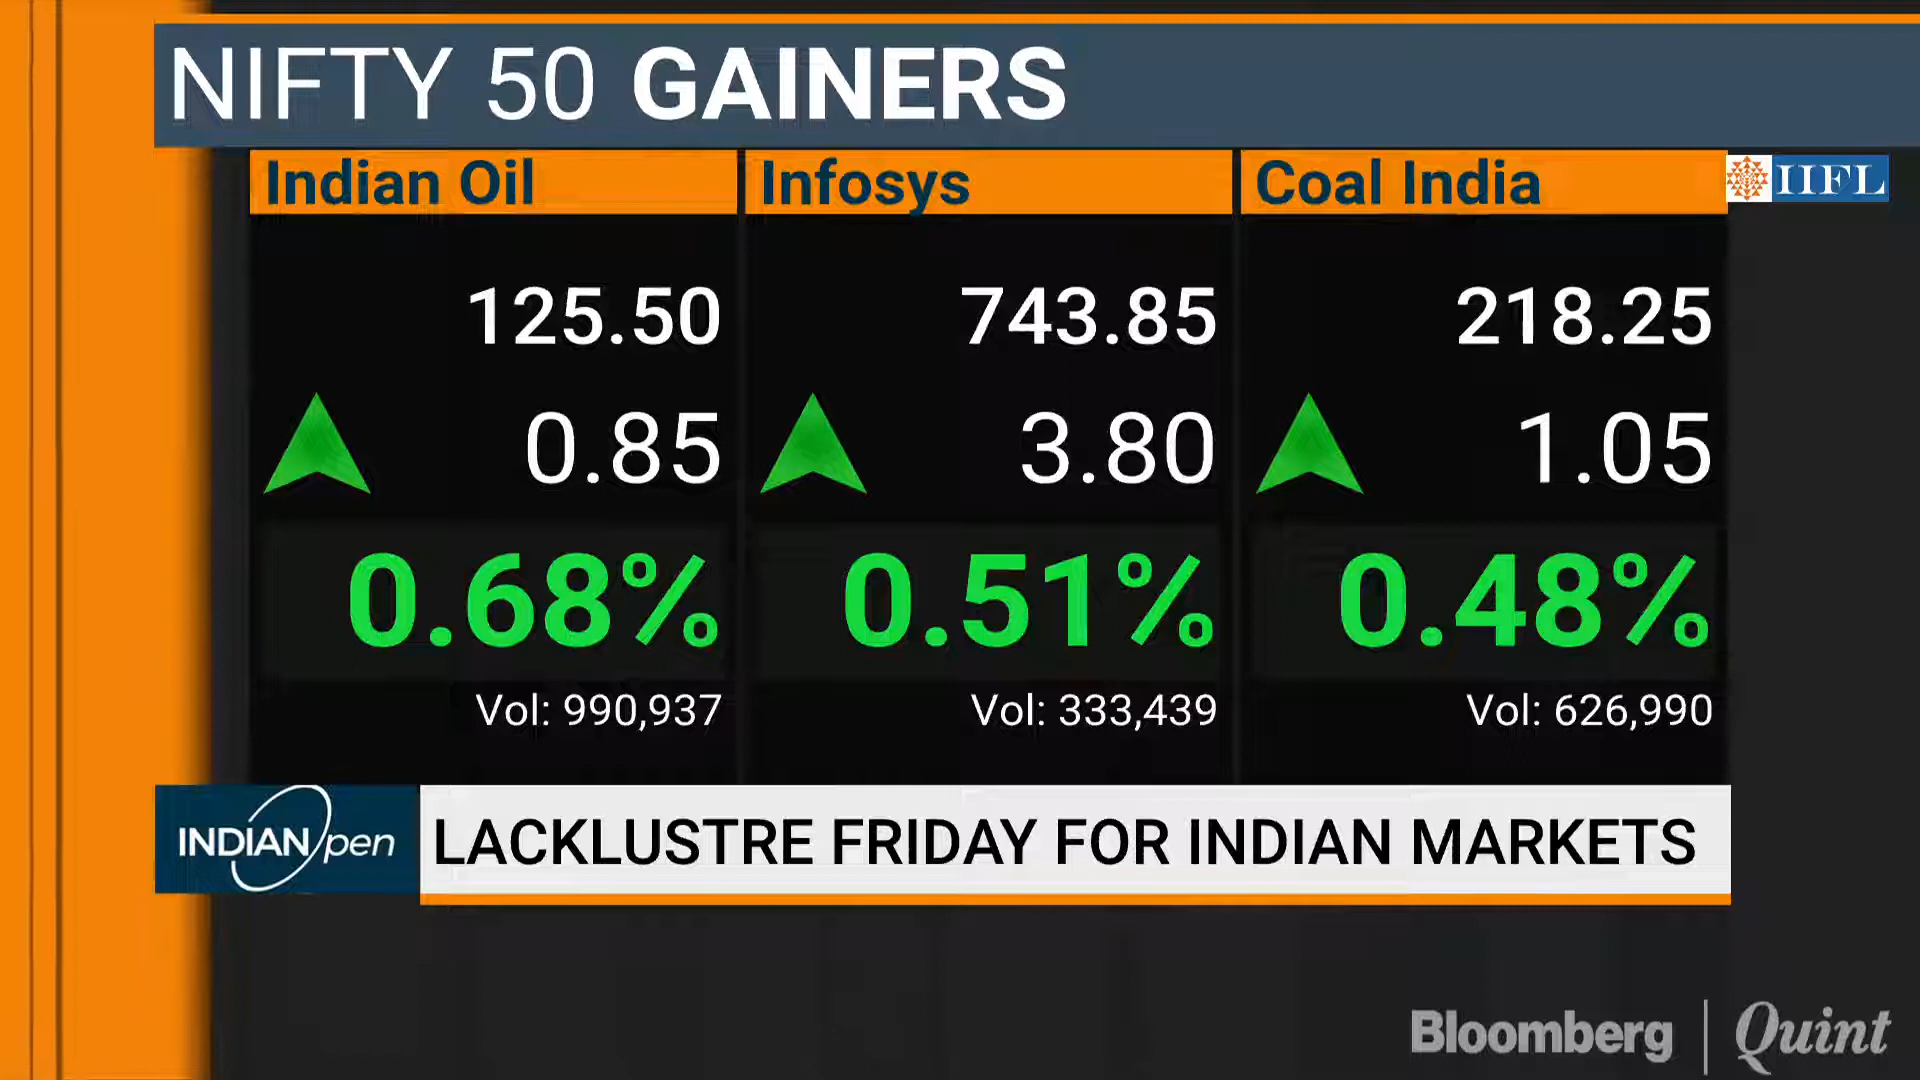 NIFTY 50 GAINERS
Indian Oil Infosys Coal India
IIFL
125.50 743.85 218.25
0.85 3.80 1.05
0.68% 0.51% 0.48%
Vol: 990,937 Vol: 333,439 Vol: 626,990
INDIAN Open LACKLUSTRE FRIDAY FOR INDIAN MARKETS
Bloomberg | Quint